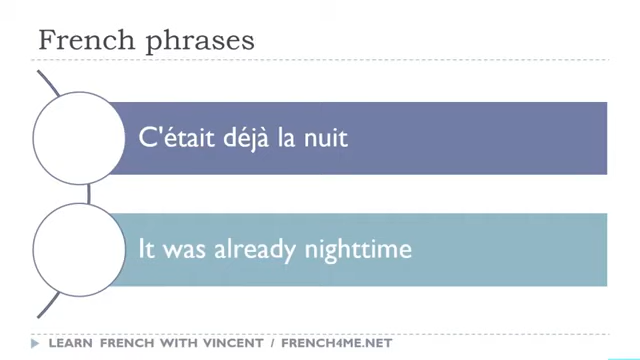 French phrases
C'était déjà la nuit
It was already nighttime
LEARN FRENCH WITH VINCENT / FRENCH4ME.NET